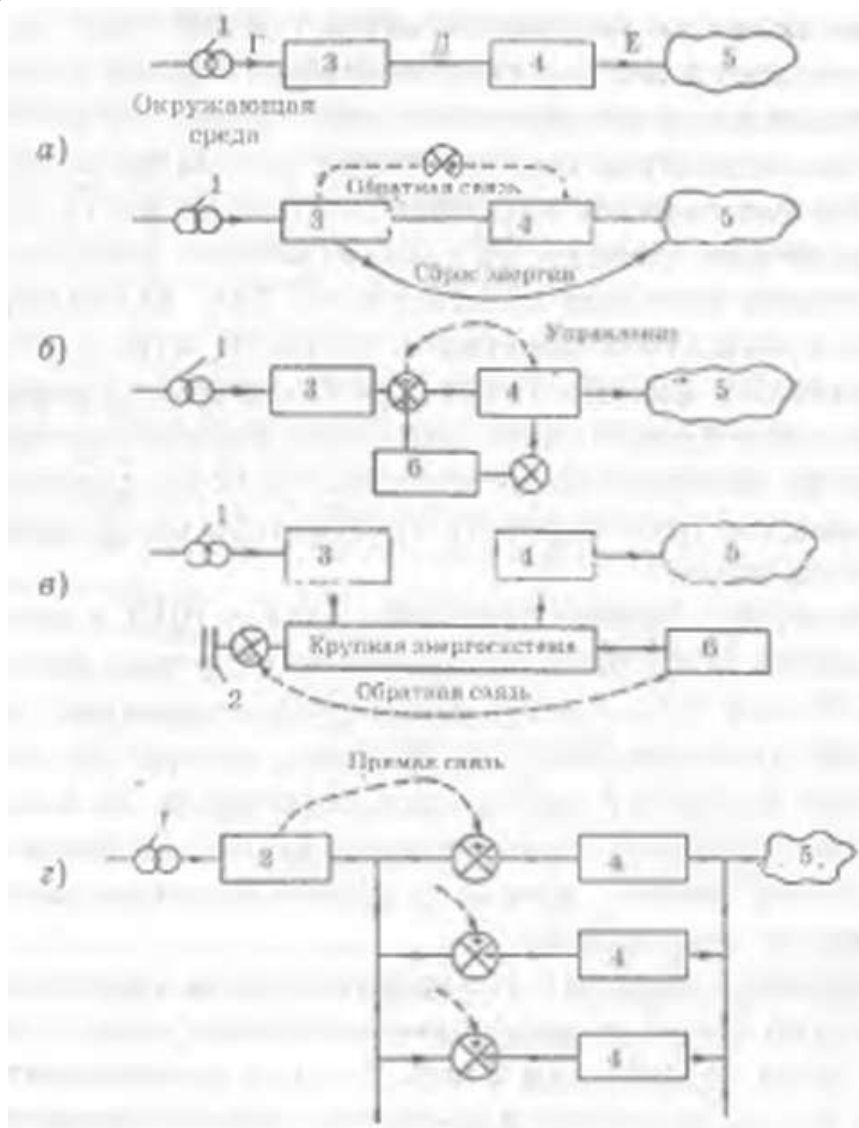 1 Г 3 Д 4 Е 5
Окружающая
среда
а)
Обратная связь
1 3 4 5
Сброс энергии
Управление
б)
1 3 4 5
6
1 3 4 5
в)
Крупная энергосистема 6
2 Обратная связь
Прямая связь
3 4 5
г)
4
4